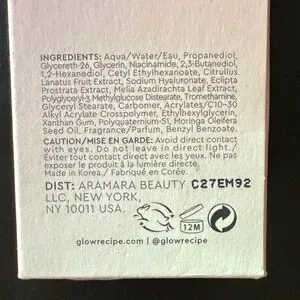 INGREDIENTS: Aqua/Water/Eau, Propanediol,
Glycereth-26, Glycerin, Niacinamide, 2,3-Butanediol,
1,2-Hexanediol, Cetyl Ethylhexanoate, Citrullus
Lanatus Fruit Extract, Sodium Hyaluronate, Eclipta
Prostrata Extract, Melia Azadirachta Leaf Extract,
Polyglyceryl-3 Methylglucose Distearate, Tromethamine,
Glyceryl Stearate, Carbomer, Acrylates/C10-30
Alkyl Acrylate Crosspolymer, Ethylhexylglycerin,
Xanthan Gum, Polyquaternium-51, Moringa Oleifera
Seed Oil, Fragrance/Parfum, Benzyl Benzoate.
CAUTION/MISE EN GARDE: Avoid direct contact
with eyes. Do not leave in direct light./
Éviter tout contact direct avec les yeux. Ne pas
exposer le produit à la lumière directe.
Made in Korea./ Fabriqué en Corée.
DIST: ARAMARA BEAUTY C27EM92
LLC, NEW YORK,
NY 10011 USA.
12M
glowrecipe.com | @glowrecipe